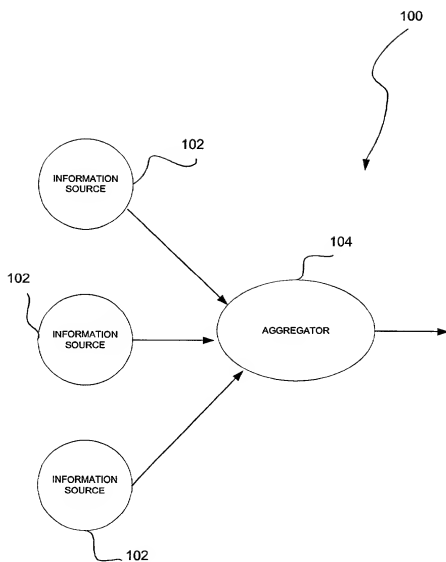 100
102
INFORMATION
SOURCE
104
102
INFORMATION
SOURCE
AGGREGATOR
INFORMATION
SOURCE
102